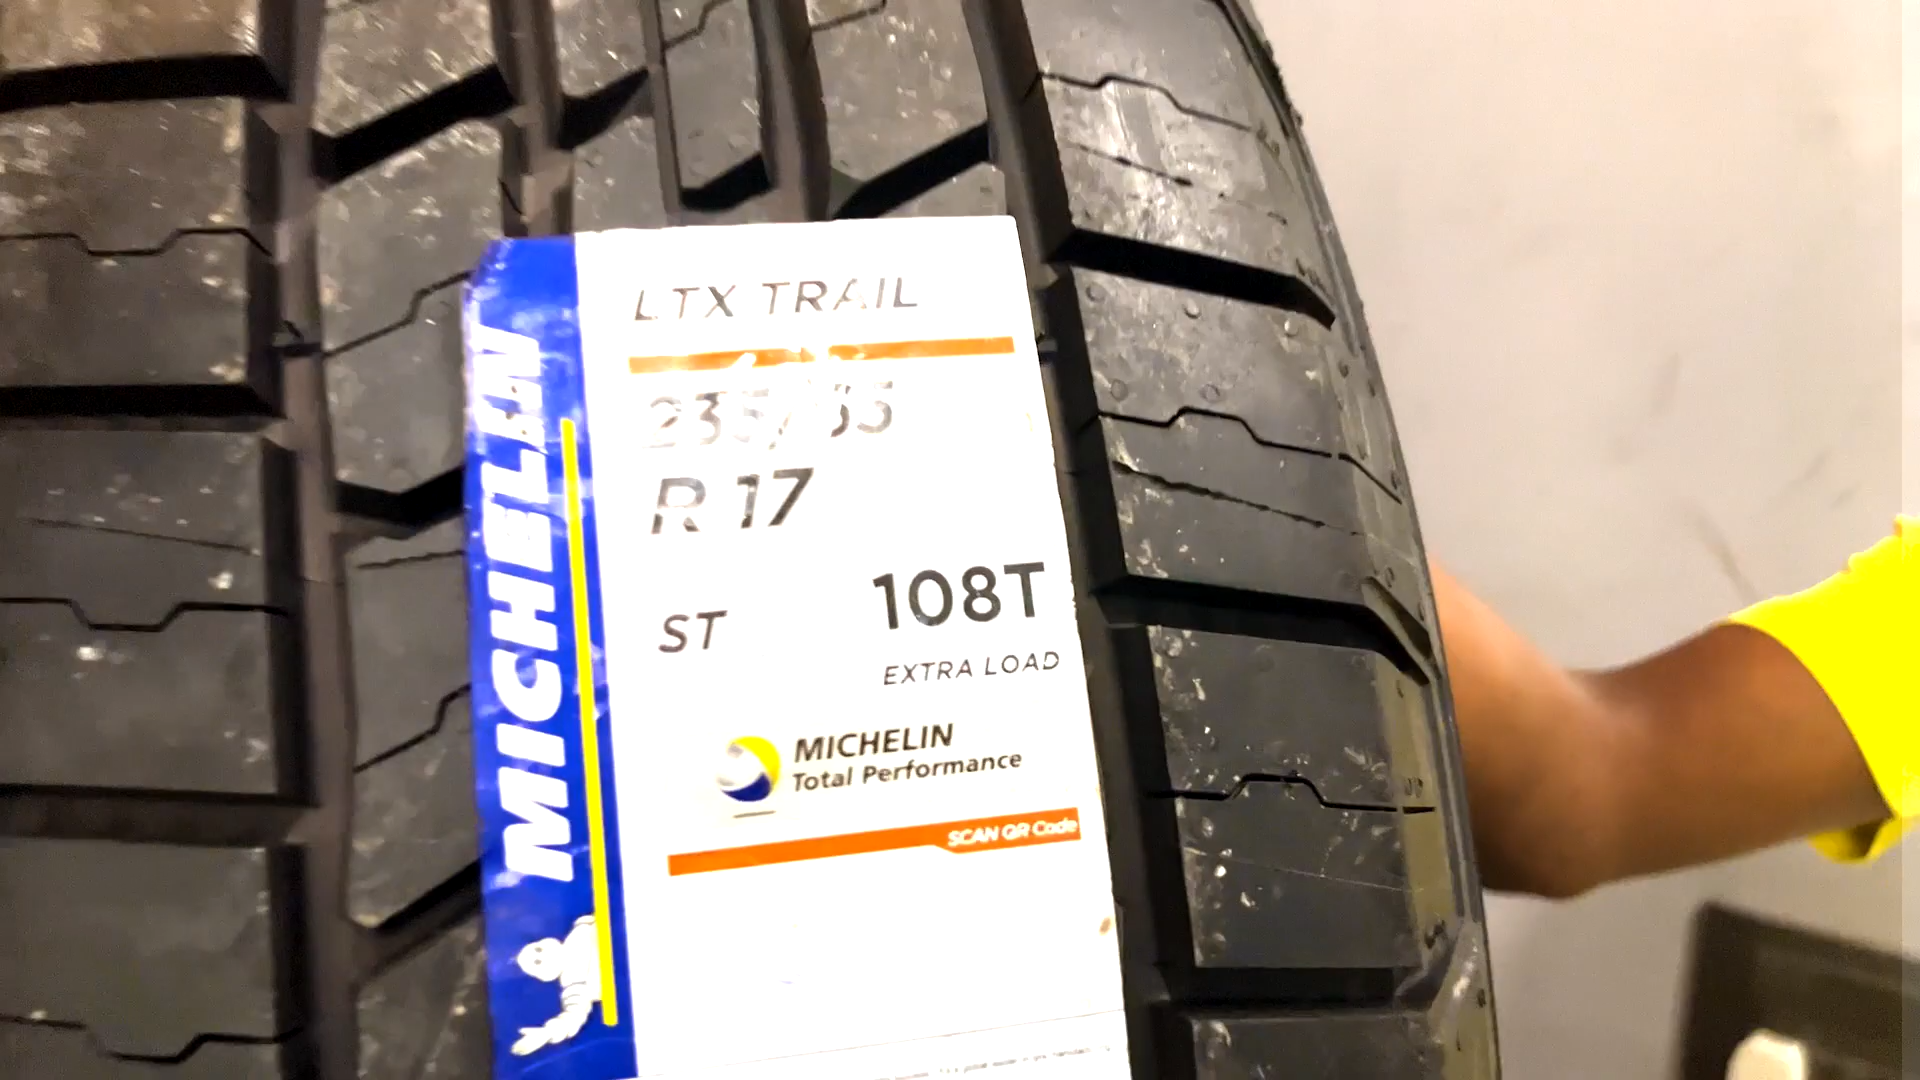 MICHELIN
LTX TRAIL
R 17
ST
108T
EXTRA LOAD
MICHELIN
Total Performance
SCAN QR Code